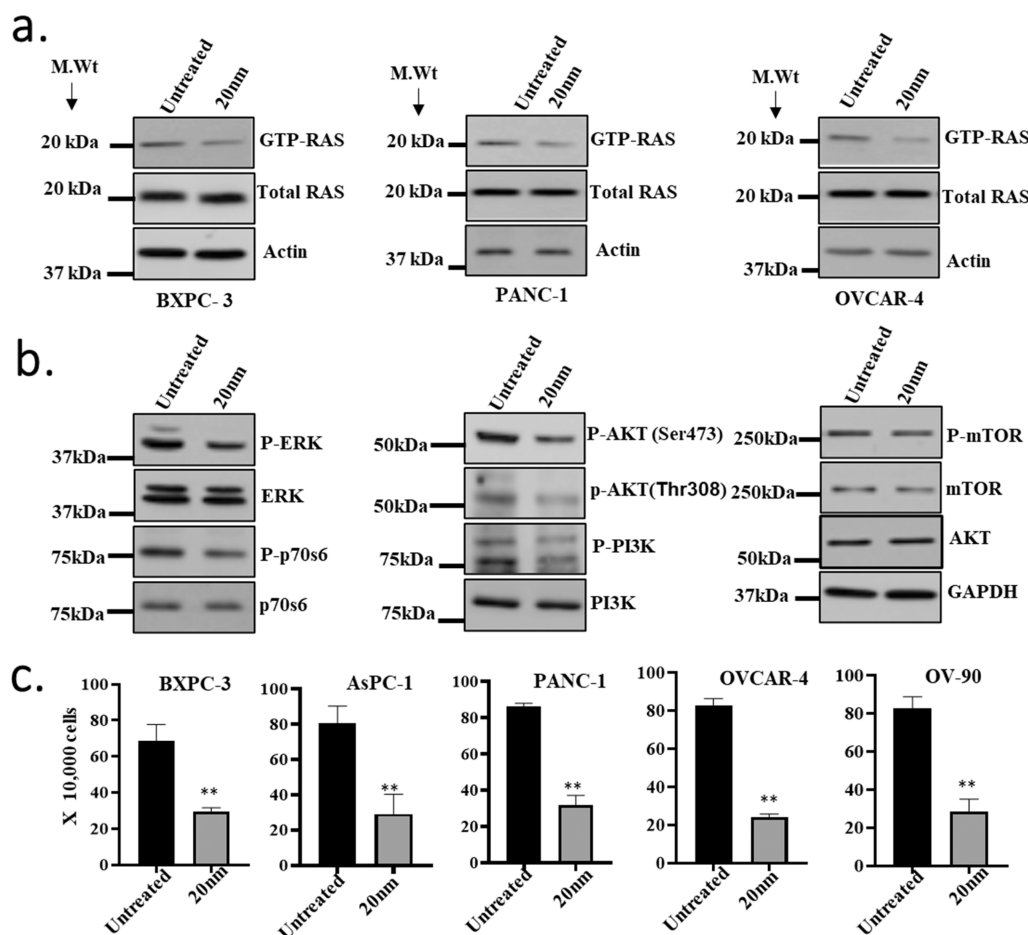 a.
M.Wt Untreated 20nm M.Wt Untreated 20nm M.Wt Untreated 20nm
20 kDa GTP-RAS 20 kDa GTP-RAS 20 kDa GTP-RAS
20 kDa Total RAS 20 kDa Total RAS 20 kDa Total RAS
37 kDa Actin 37 kDa Actin 37kDa Actin
BXPC- 3 PANC-1 OVCAR-4
b.
Untreated 20nm Untreated 20nm Untreated 20nm
37kDa P-ERK 50kDa P-AKT (Ser473) 250kDa P-mTOR
37kDa ERK 50kDa p-AKT(Thr308) 250kDa mTOR
75kDa P-p70s6 75kDa P-PI3K 50kDa AKT
75kDa p70s6 75kDa PI3K 37kDa GAPDH
c.
BXPC-3 AsPC-1 PANC-1 OVCAR-4 OV-90
X 10,000 cells
100 100 100 100 100
80 80 80 80 80
60 60 60 60 60
40 40 40 40 40
20 20 20 20 20
0 0 0 0 0
** ** ** ** **
Untreated 20nm Untreated 20nm Untreated 20nm Untreated 20nm Untreated 20nm